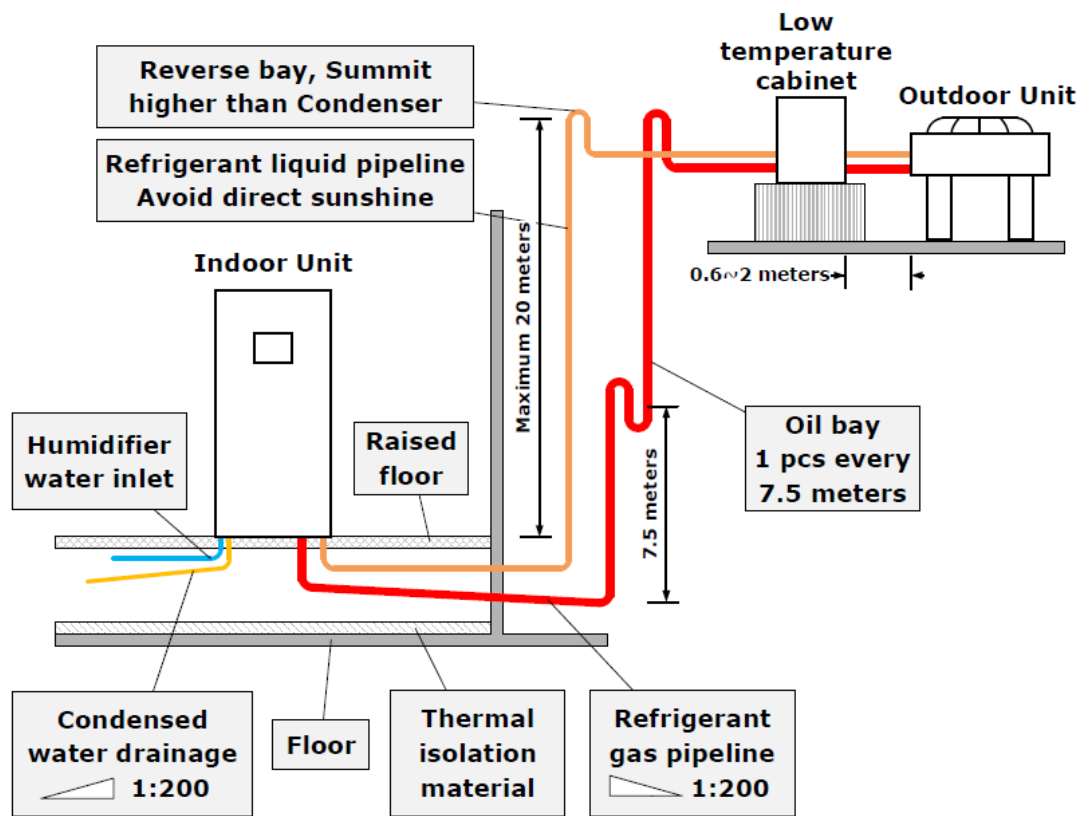 Low
temperature
cabinet
Outdoor Unit
Reverse bay, Summit
higher than Condenser
Refrigerant liquid pipeline
Avoid direct sunshine
Indoor Unit
Maximum 20 meters
0.6~2 meters
Humidifier
water inlet
Raised
floor
7.5 meters
Oil bay
1 pcs every
7.5 meters
Condensed
water drainage
1:200
Floor
Thermal
isolation
material
Refrigerant
gas pipeline
1:200